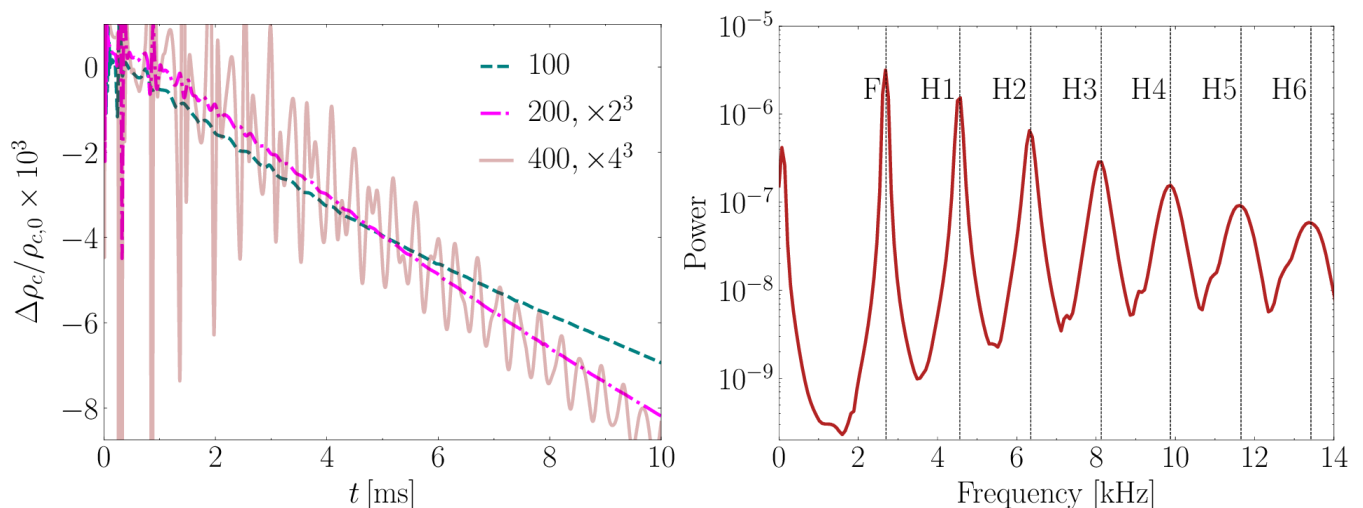 Δρ_c/ρ_{c,0} × 10³
0
−2
−4
−6
−8
100
200, ×2³
400, ×4³
0 2 4 6 8 10
t [ms]
Power
10⁻⁵
10⁻⁶
10⁻⁷
10⁻⁸
10⁻⁹
F H1 H2 H3 H4 H5 H6
0 2 4 6 8 10 12 14
Frequency [kHz]